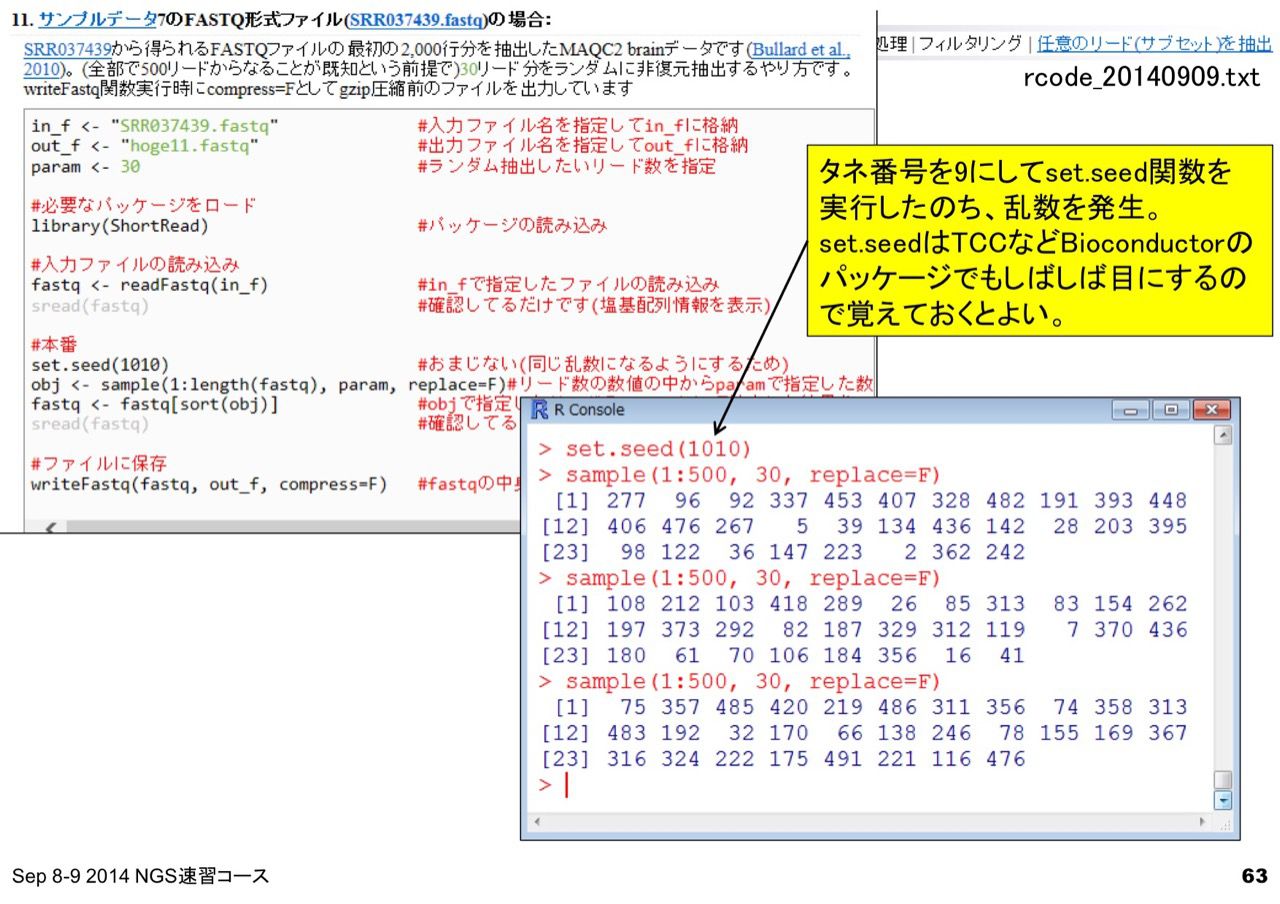 11. サンプルデータ7のFASTQ形式ファイル(SRR037439.fastq)の場合:
SRR037439から得られるFASTQファイルの最初の2,000行分を抽出したMAQC2 brainデータです(Bullard et al.,
2010)。(全部で500リードからなることが既知という前提で)30リード分をランダムに非復元抽出するやり方です。
writeFastq関数実行時にcompress=Fとしてgzip圧縮前のファイルを出力しています
処理 | フィルタリング | 任意のリード(サブセット)を抽出
rcode_20140909.txt
in_f <- "SRR037439.fastq" #入力ファイル名を指定してin_fに格納
out_f <- "hoge11.fastq" #出力ファイル名を指定してout_fに格納
param <- 30 #ランダム抽出したいリード数を指定
#必要なパッケージをロード
library(ShortRead) #パッケージの読み込み
#入力ファイルの読み込み
fastq <- readFastq(in_f) #in_fで指定したファイルの読み込み
sread(fastq) #確認してるだけです(塩基配列情報を表示)
#本番
set.seed(1010) #おまじない(同じ乱数になるようにするため)
obj <- sample(1:length(fastq), param, replace=F)#リード数の数値の中からparamで指定した数
fastq <- fastq[sort(obj)] #objで指定し
sread(fastq) #確認してる
#ファイルに保存
writeFastq(fastq, out_f, compress=F) #fastqの中身
タネ番号を9にしてset.seed関数を
実行したのち、乱数を発生。
set.seedはTCCなどBioconductorの
パッケージでもしばしば目にするの
で覚えておくとよい。
R Console
> set.seed(1010)
> sample(1:500, 30, replace=F)
[1] 277 96 92 337 453 407 328 482 191 393 448
[12] 406 476 267 5 39 134 436 142 28 203 395
[23] 98 122 36 147 223 2 362 242
> sample(1:500, 30, replace=F)
[1] 108 212 103 418 289 26 85 313 83 154 262
[12] 197 373 292 82 187 329 312 119 7 370 436
[23] 180 61 70 106 184 356 16 41
> sample(1:500, 30, replace=F)
[1] 75 357 485 420 219 486 311 356 74 358 313
[12] 483 192 32 170 66 138 246 78 155 169 367
[23] 316 324 222 175 491 221 116 476
>
Sep 8-9 2014 NGS速習コース
63